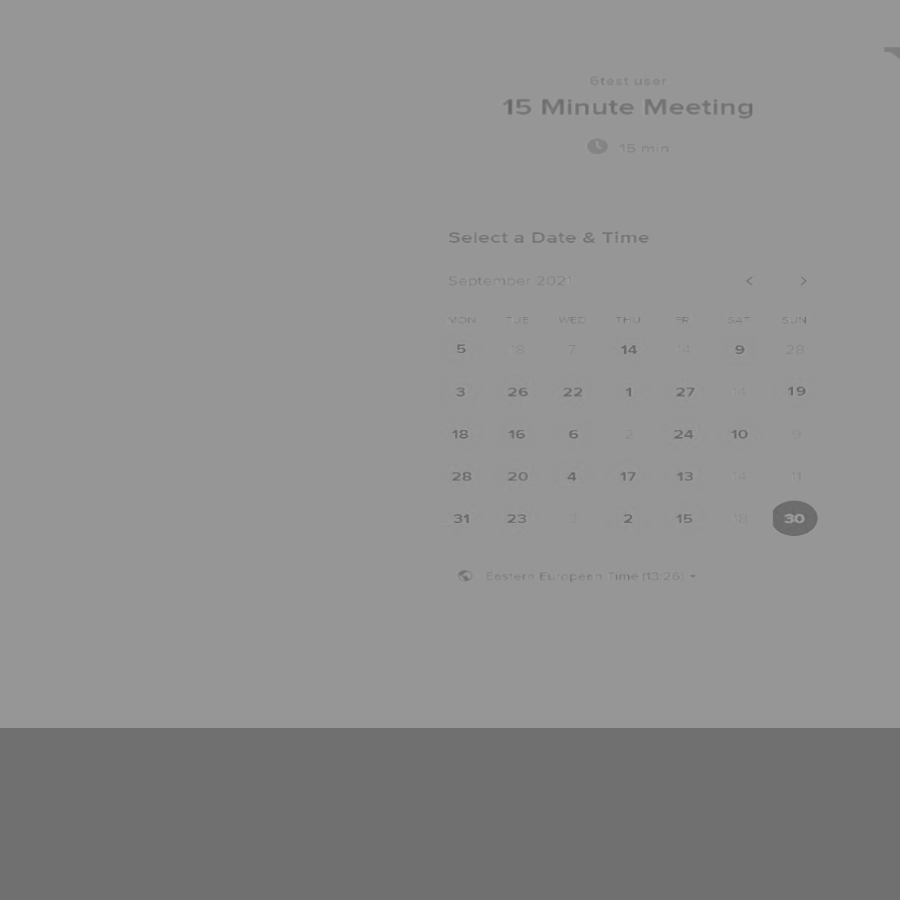 6test user
15 Minute Meeting
15 min
Select a Date & Time
September 2021
MON TUE WED THU FRI SAT SUN
5 18 7 14 14 9 28
3 26 22 1 27 14 19
18 16 6 2 24 10 9
28 20 4 17 13 14 11
31 23 2 15 18 30
Eastern European Time (13:26)